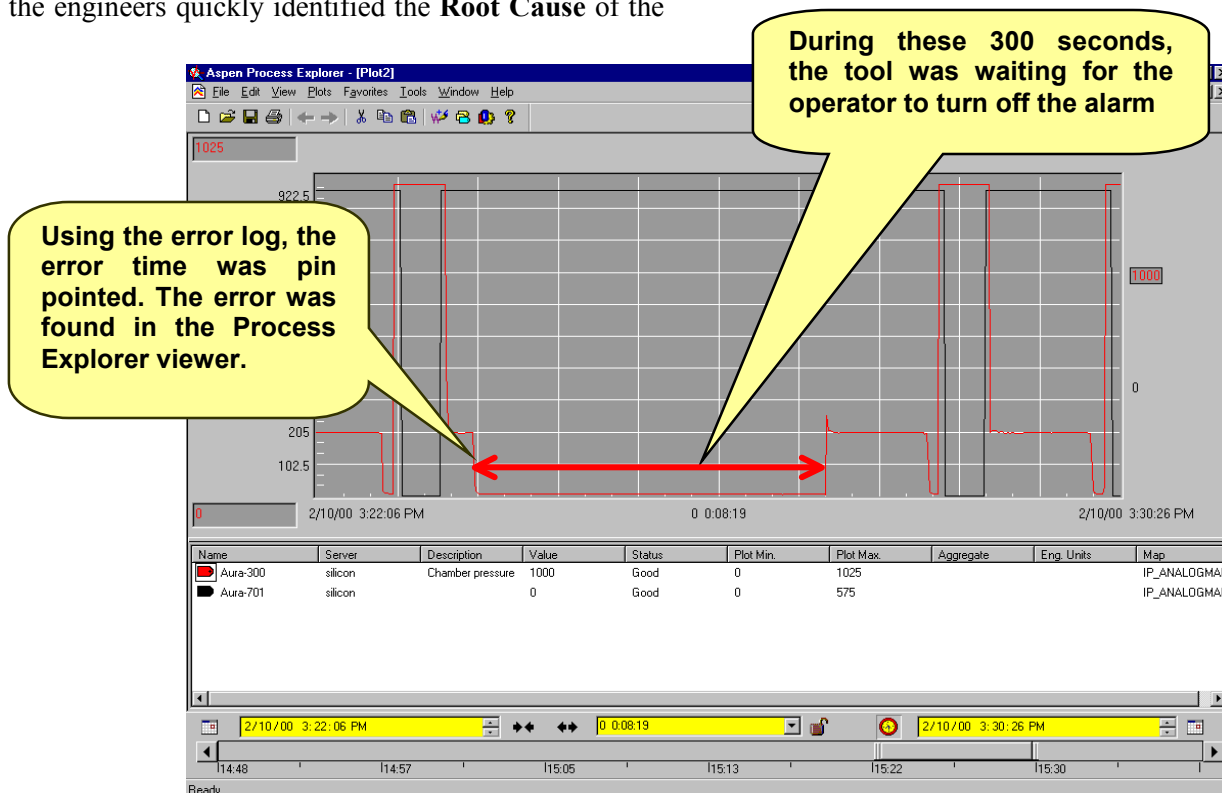 the engineers quickly identified the Root Cause of the
During these 300 seconds,
the tool was waiting for the
operator to turn off the alarm
Aspen Process Explorer - [Plot2]
File Edit View Plots Favorites Tools Window Help
1025
922.5
Using the error log, the
error time was pin
pointed. The error was
found in the Process
Explorer viewer.
1000
0
205
102.5
0
2/10/00 3:22:06 PM 0 0:08:19 2/10/00 3:30:26 PM
Name Server Description Value Status Plot Min. Plot Max. Aggregate Eng. Units Map
Aura-300 silicon Chamber pressure 1000 Good 0 1025 IP_ANALOGMA
Aura-701 silicon 0 Good 0 575 IP_ANALOGMA
2/10/00 3:22:06 PM 0 0:08:19 2/10/00 3:30:26 PM
14:48 14:57 15:05 15:13 15:22 15:30
Ready